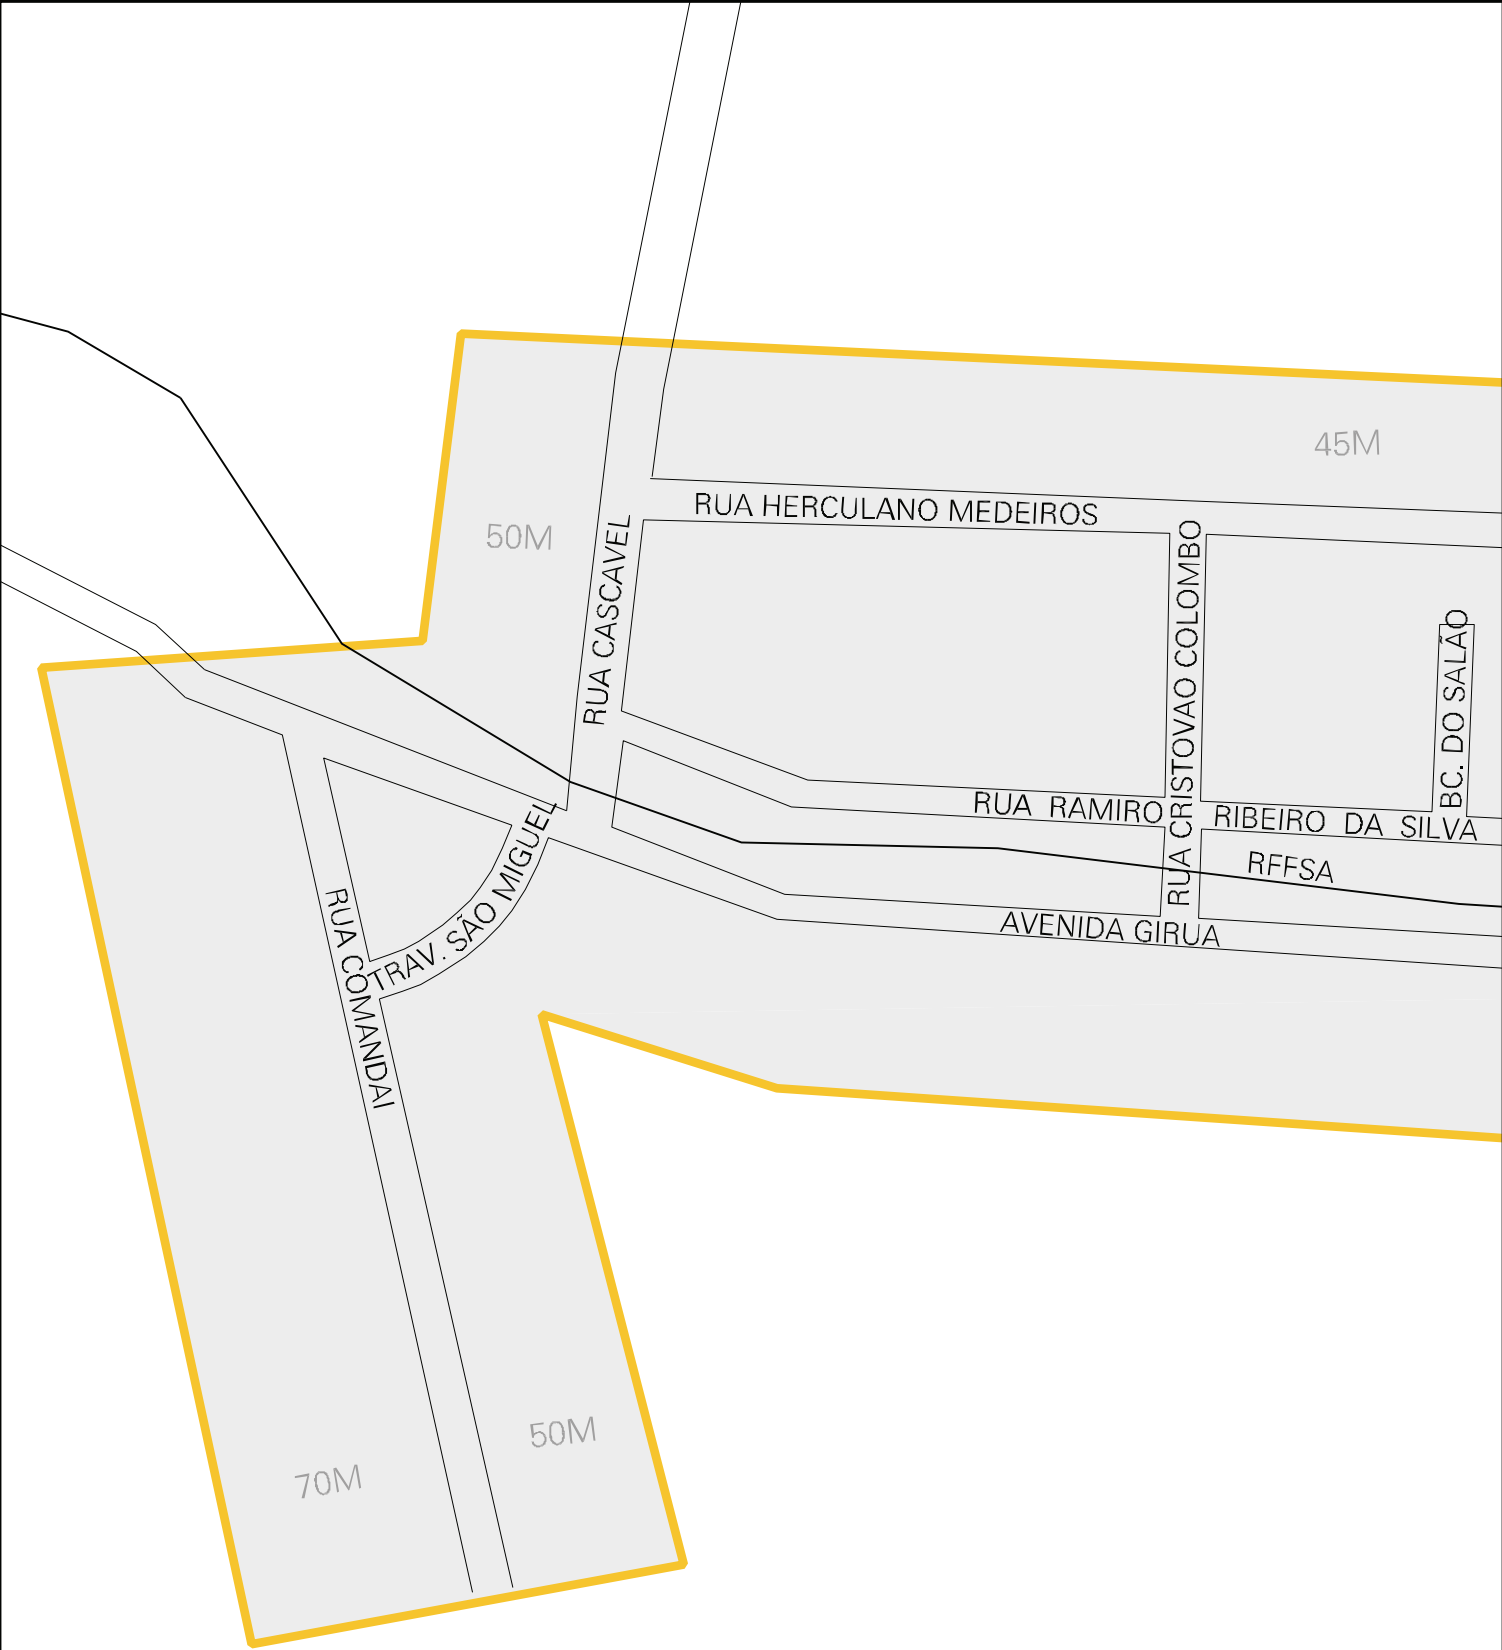 45M
RUA HERCULANO MEDEIROS
50M
RUA CASCAVEL
RUA CRISTOVAO COLOMBO
BC. DO SALÃO
RUA RAMIRO RIBEIRO DA SILVA
RFFSA
AVENIDA GIRUA
TRAV. SÃO MIGUEL
RUA COMANDAI
50M
70M